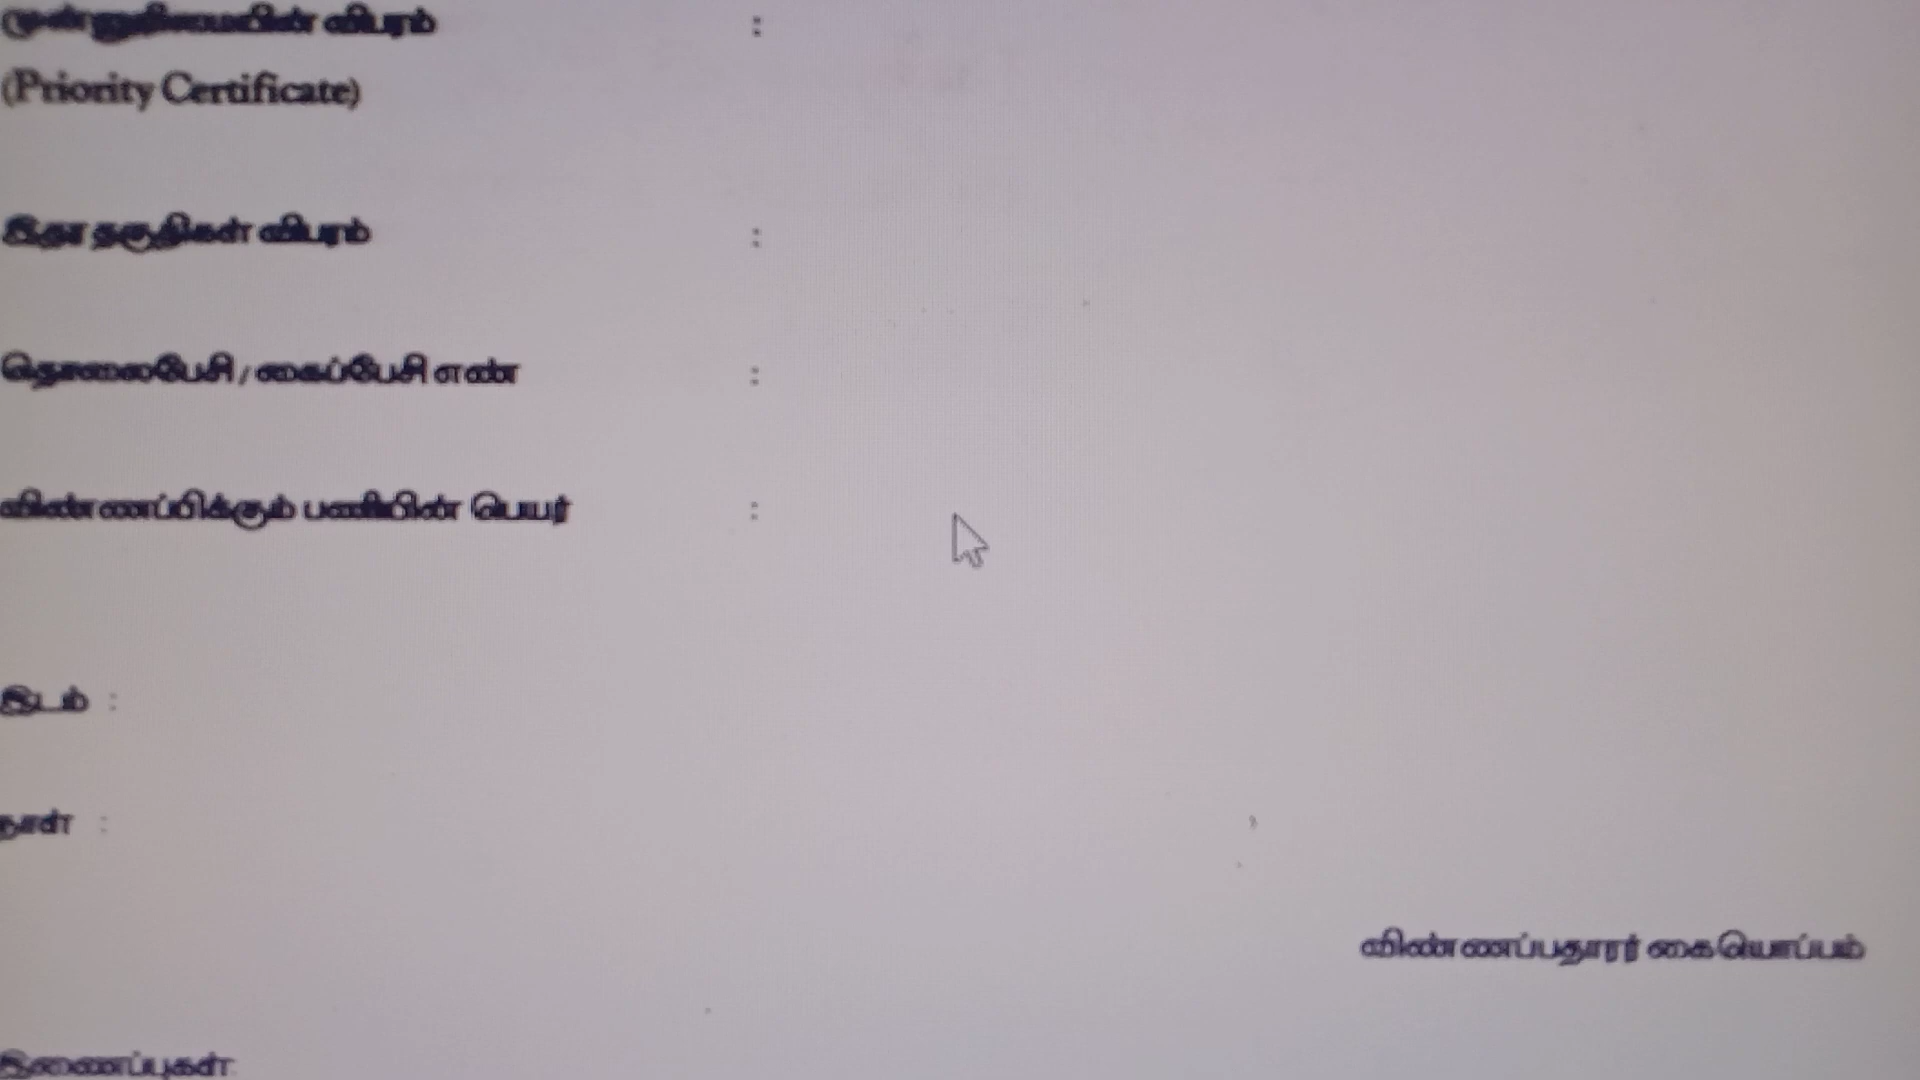 முன்னுரிமையின் விபரம் :
(Priority Certificate)
இதர தகுதிகள் விபரம் :
தொலைபேசி / கைப்பேசி எண் :
விண்ணப்பிக்கும் பணியின் பெயர் :
இடம் :
நாள் :
விண்ணப்பதாரர் கையொப்பம்
இணைப்புகள்